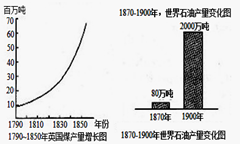 百万吨
70
60
50
40
30
20
10
1790 1810 1830 1850 年份
1790-1850年英国煤产量增长图
1870-1900年，世界石油产量变化图
2000万吨
80万吨
1870年 1900年
1870-1900年世界石油产量变化图